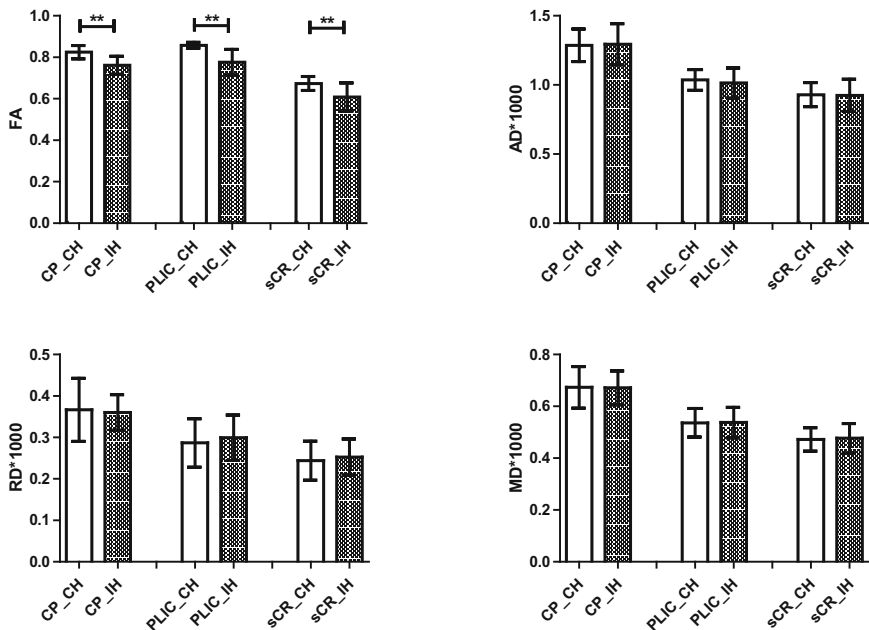 ** ** **
1.0
0.8
0.6
0.4
0.2
0.0
FA
CP_CH CP_IH PLIC_CH PLIC_IH sCR_CH sCR_IH
1.5
1.0
0.5
0.0
AD*1000
CP_CH CP_IH PLIC_CH PLIC_IH sCR_CH sCR_IH
0.5
0.4
0.3
0.2
0.1
0.0
RD*1000
CP_CH CP_IH PLIC_CH PLIC_IH sCR_CH sCR_IH
0.8
0.6
0.4
0.2
0.0
MD*1000
CP_CH CP_IH PLIC_CH PLIC_IH sCR_CH sCR_IH